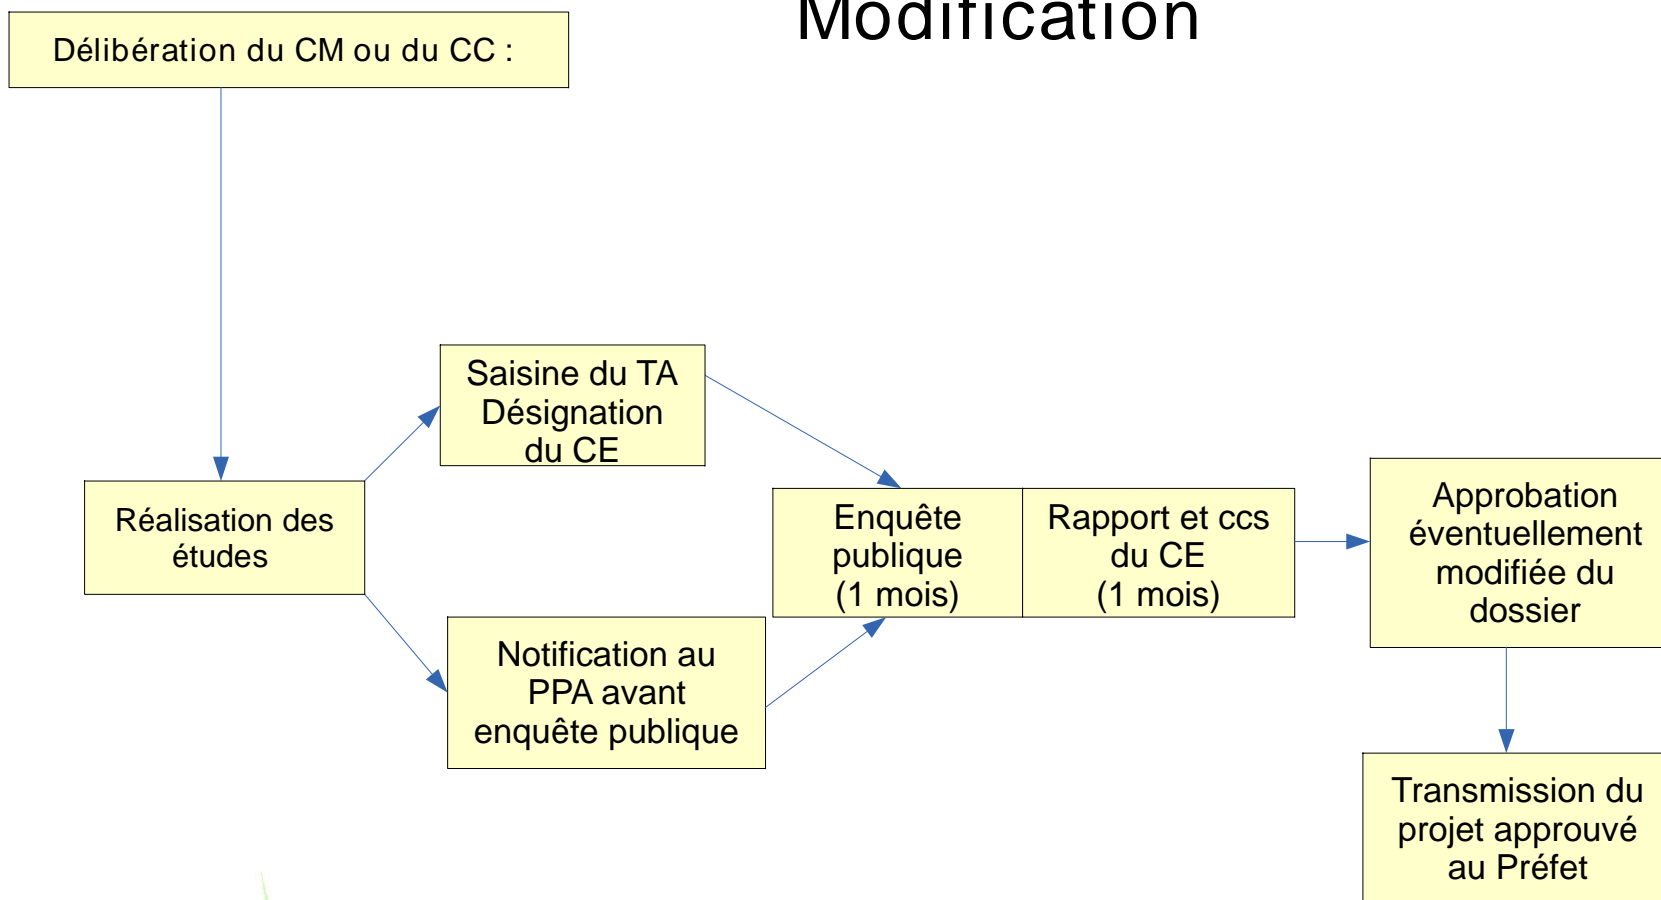 Modification
Délibération du CM ou du CC :
Saisine du TA
Désignation
du CE
Réalisation des
études
Notification au
PPA avant
enquête publique
Enquête
publique
(1 mois)
Rapport et ccs
du CE
(1 mois)
Approbation
éventuellement
modifiée du
dossier
Transmission du
projet approuvé
au Préfet